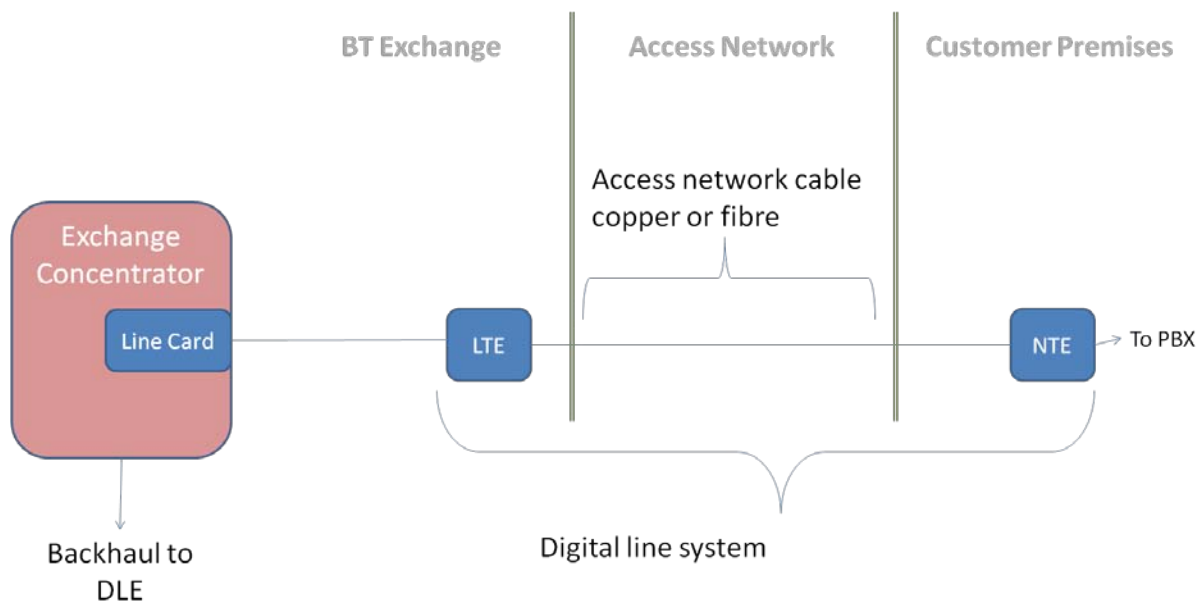 BT Exchange
Access Network
Customer Premises
Access network cable
copper or fibre
Exchange
Concentrator
Line Card
LTE
NTE
To PBX
Digital line system
Backhaul to
DLE